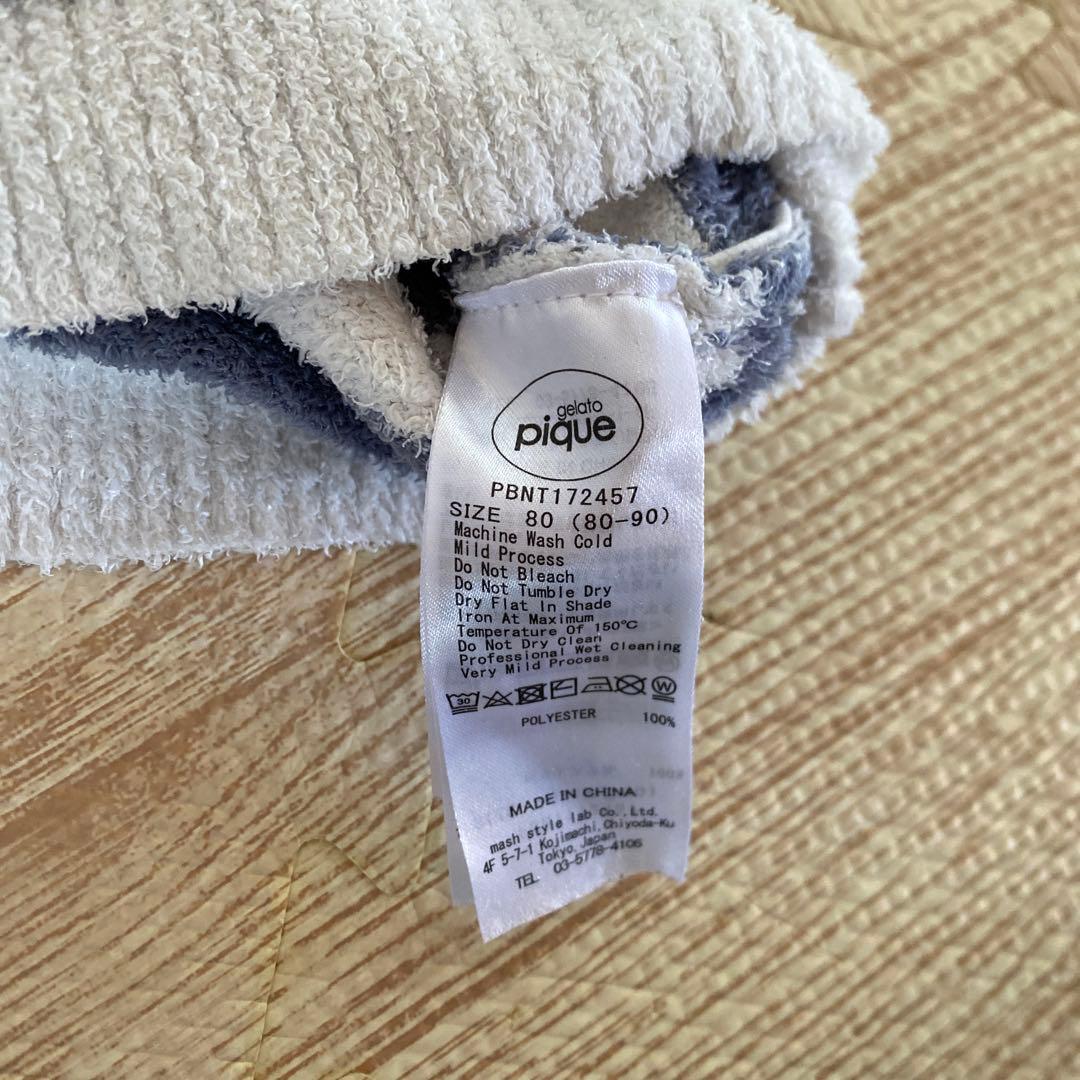 gelato
pique
PBNT172457
SIZE 80 (80-90)
Machine Wash Cold
Mild Process
Do Not Bleach
Do Not Tumble Dry
Dry Flat In Shade
Iron At Maximum
Temperature Of 150℃
Do Not Dry Clean
Professional Wet Cleaning
Very Mild Process
30 W
POLYESTER 100%
MADE IN CHINA
mash style lab Co., Ltd.
4F 5-7-1 Kojimachi, Chiyoda-Ku
Tokyo, Japan
TEL 03-5778-4106